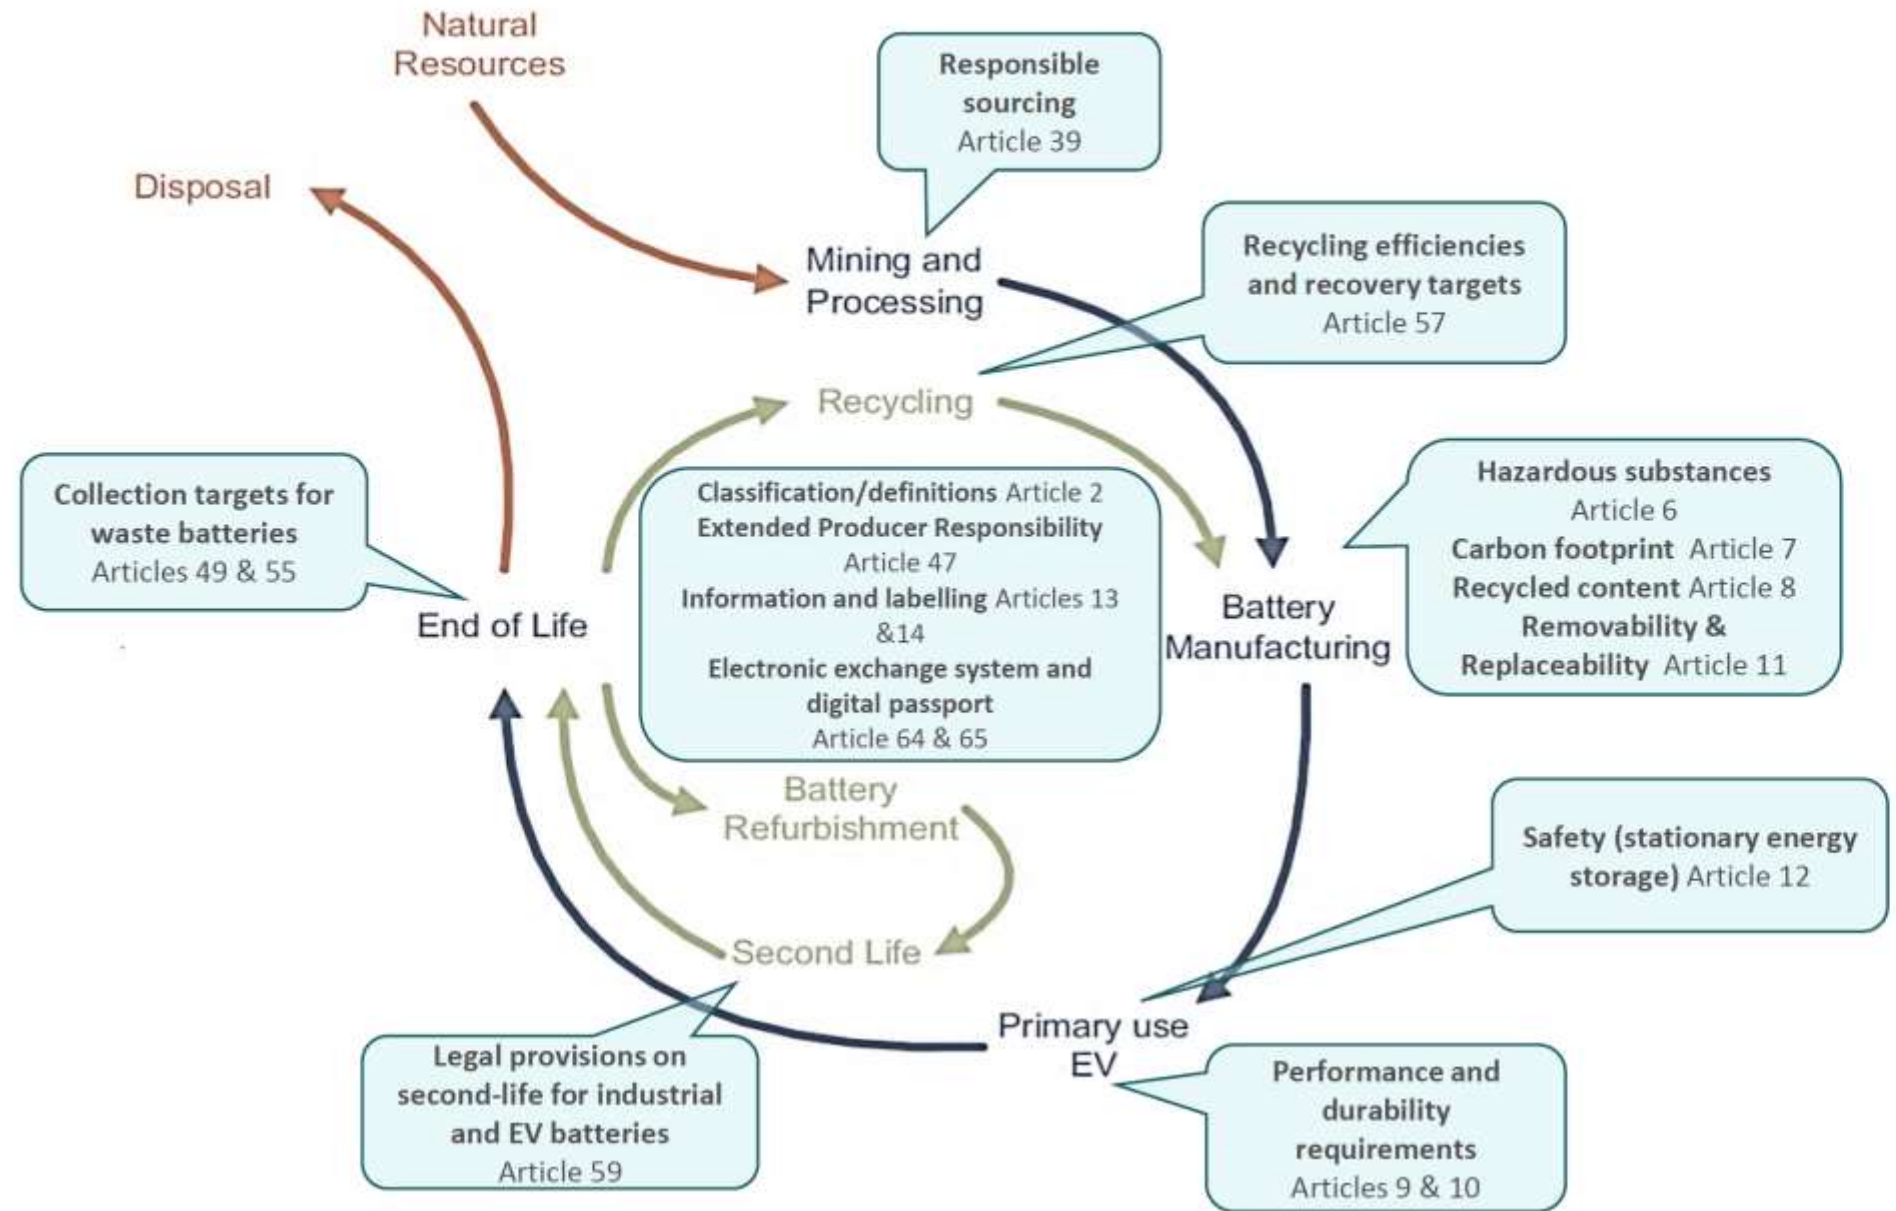 Natural
Resources
Responsible
sourcing
Article 39
Disposal
Mining and
Processing
Recycling efficiencies
and recovery targets
Article 57
Recycling
Collection targets for
waste batteries
Articles 49 & 55
Classification/definitions Article 2
Extended Producer Responsibility
Article 47
Information and labelling Articles 13
&14
Electronic exchange system and
digital passport
Article 64 & 65
Hazardous substances
Article 6
Carbon footprint Article 7
Recycled content Article 8
Removability &
Replaceability Article 11
End of Life
Battery
Manufacturing
Battery
Refurbishment
Safety (stationary energy
storage) Article 12
Second Life
Primary use
EV
Legal provisions on
second-life for industrial
and EV batteries
Article 59
Performance and
durability
requirements
Articles 9 & 10